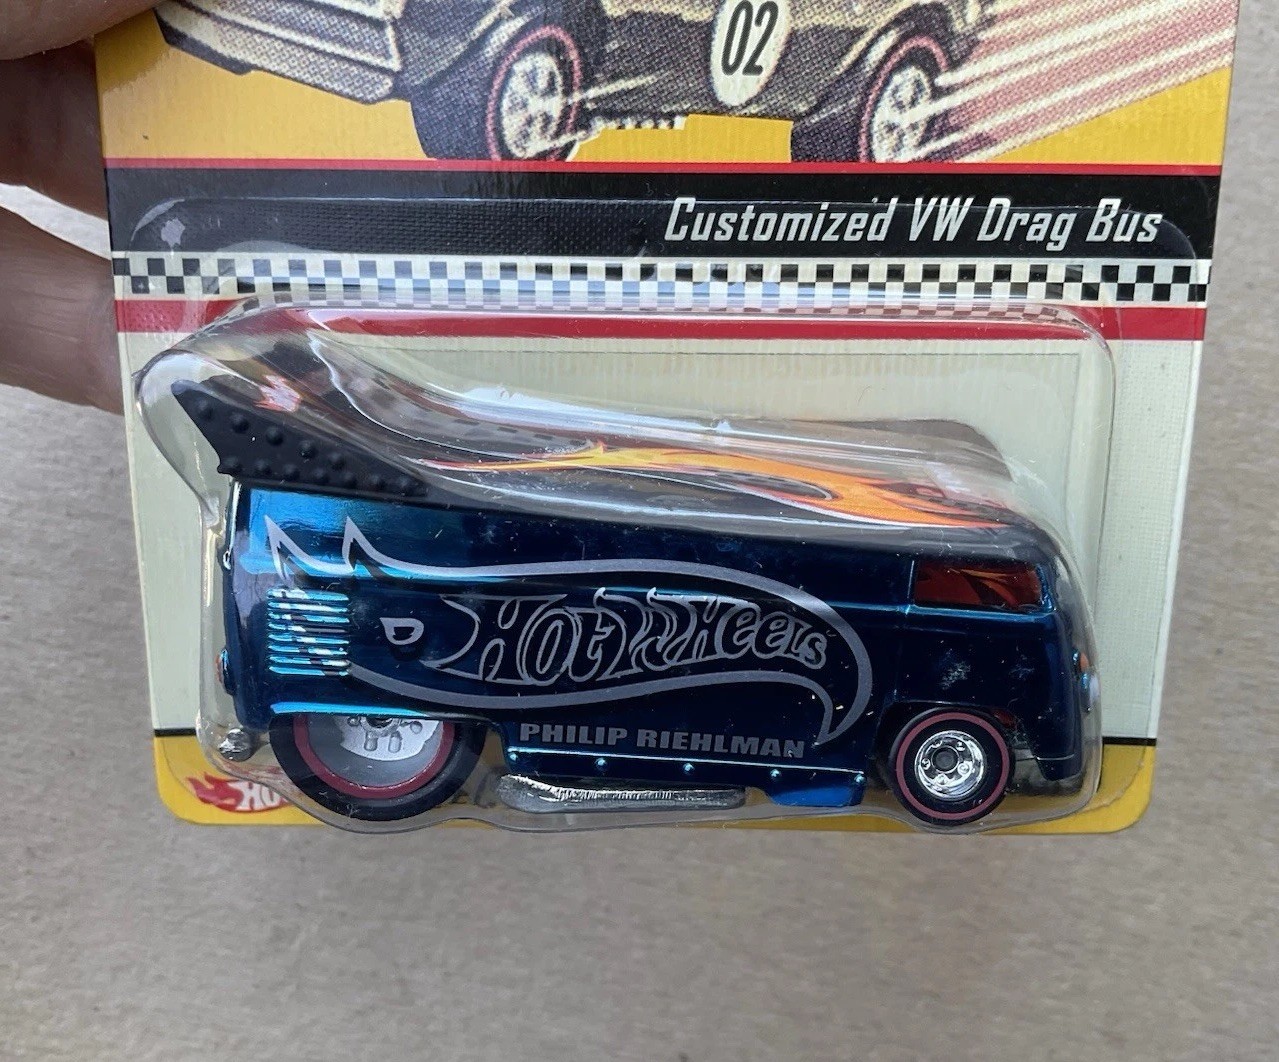 02
Customized VW Drag Bus
HOT WHEELS
PHILIP RIEHLMAN